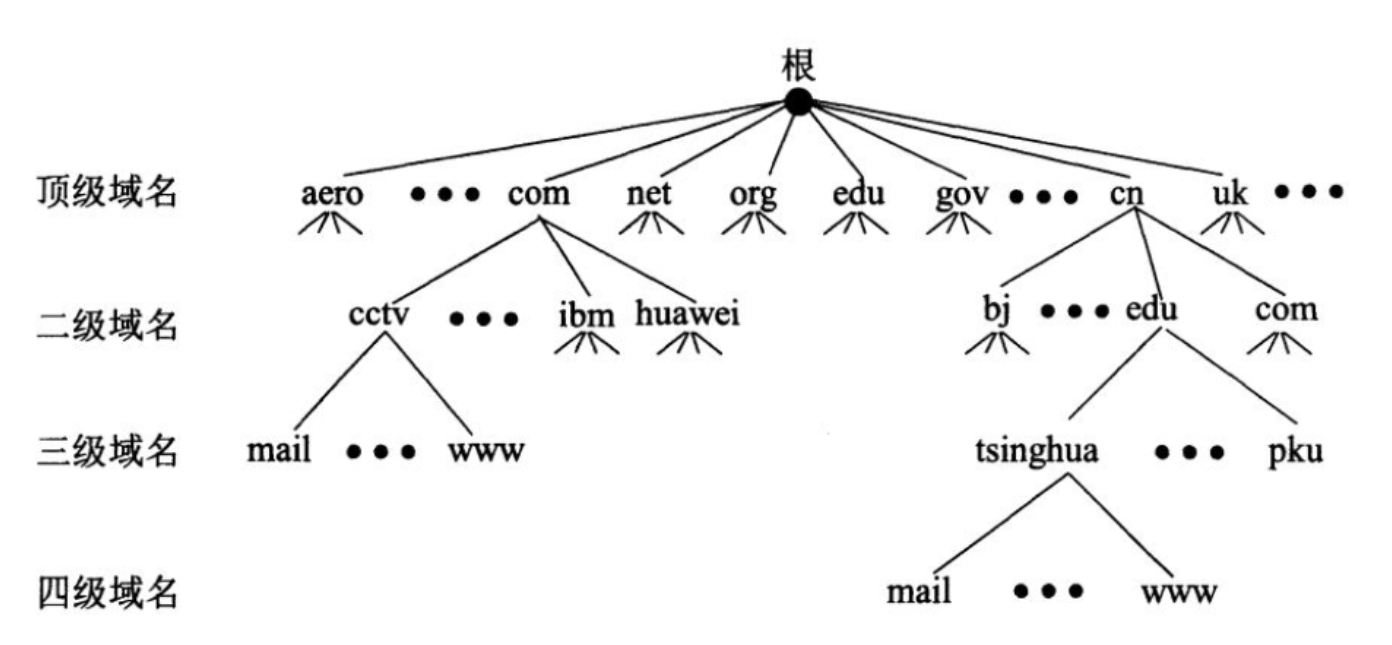 根
顶级域名 aero ••• com net org edu gov ••• cn uk •••
二级域名 cctv ••• ibm huawei bj ••• edu com
三级域名 mail ••• www tsinghua ••• pku
四级域名 mail ••• www